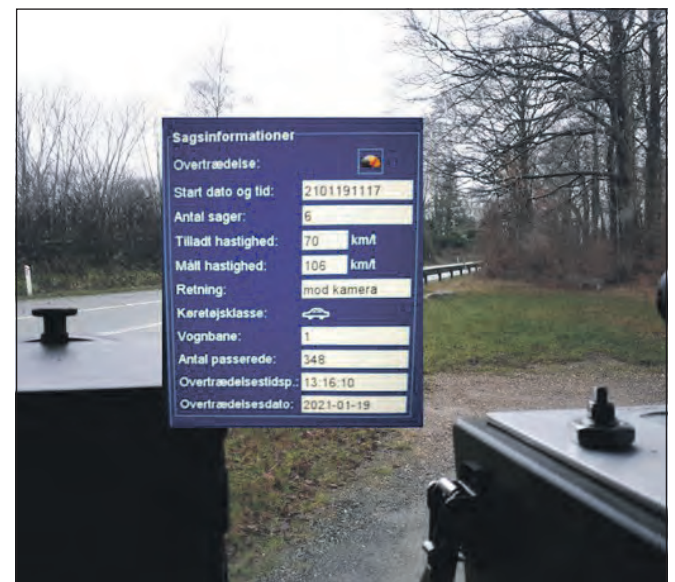 Sagsinformationer
Overtrædelse:
Start dato og tid: 2101191117
Antal sager: 6
Tilladt hastighed: 70 km/t
Målt hastighed: 106 km/t
Retning: mod kamera
Køretøjsklasse:
Vognbane: 1
Antal passerede: 348
Overtrædelsestidsp.: 13:16:10
Overtrædelsesdato: 2021-01-19